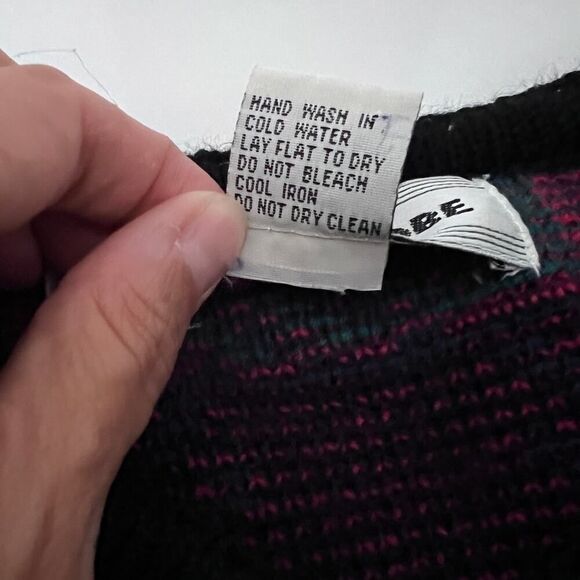 HAND WASH IN
COLD WATER
LAY FLAT TO DRY
DO NOT BLEACH
COOL IRON
DO NOT DRY CLEAN